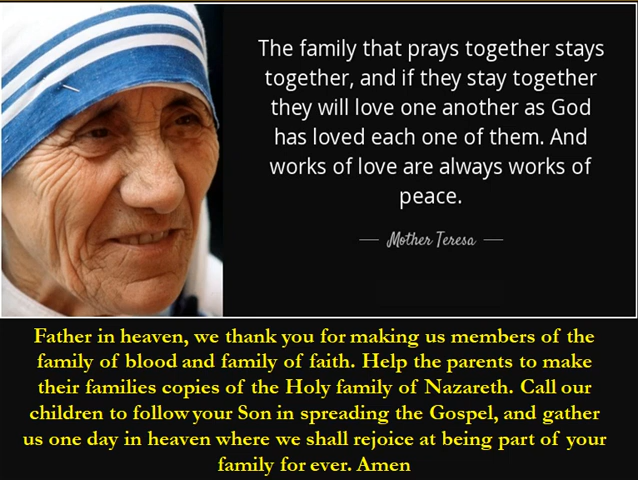 The family that prays together stays
together, and if they stay together
they will love one another as God
has loved each one of them. And
works of love are always works of
peace.
— Mother Teresa —
Father in heaven, we thank you for making us members of the
family of blood and family of faith. Help the parents to make
their families copies of the Holy family of Nazareth. Call our
children to follow your Son in spreading the Gospel, and gather
us one day in heaven where we shall rejoice at being part of your
family for ever. Amen